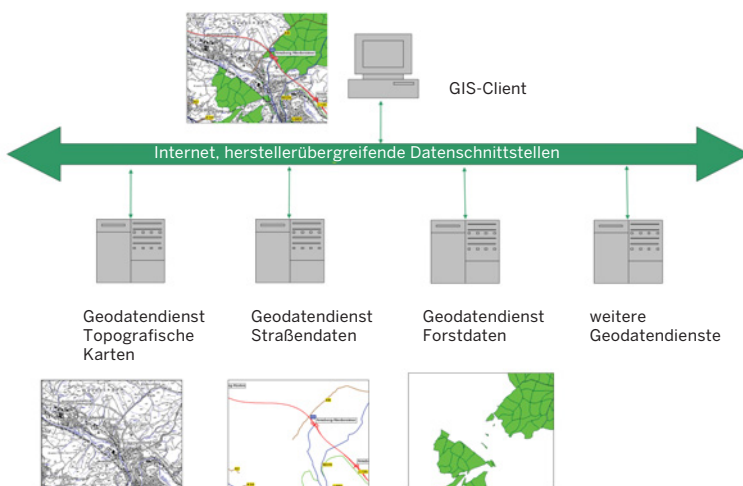 GIS-Client
Internet, herstellerübergreifende Datenschnittstellen
Geodatendienst
Topografische
Karten
Geodatendienst
Straßendaten
Geodatendienst
Forstdaten
weitere
Geodatendienste